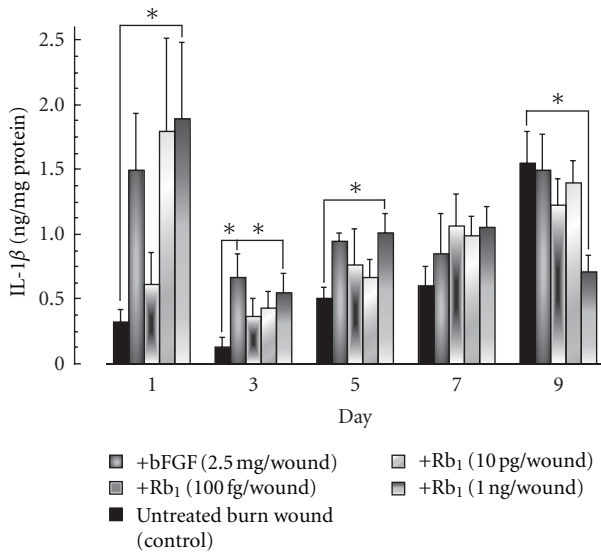 2.5
2.0
1.5
1.0
0.5
0
IL-1β (ng/mg protein)
*
*
*
*
*
1
3
5
7
9
Day
+bFGF (2.5 mg/wound)
+Rb₁ (100 fg/wound)
Untreated burn wound
(control)
+Rb₁ (10 pg/wound)
+Rb₁ (1 ng/wound)